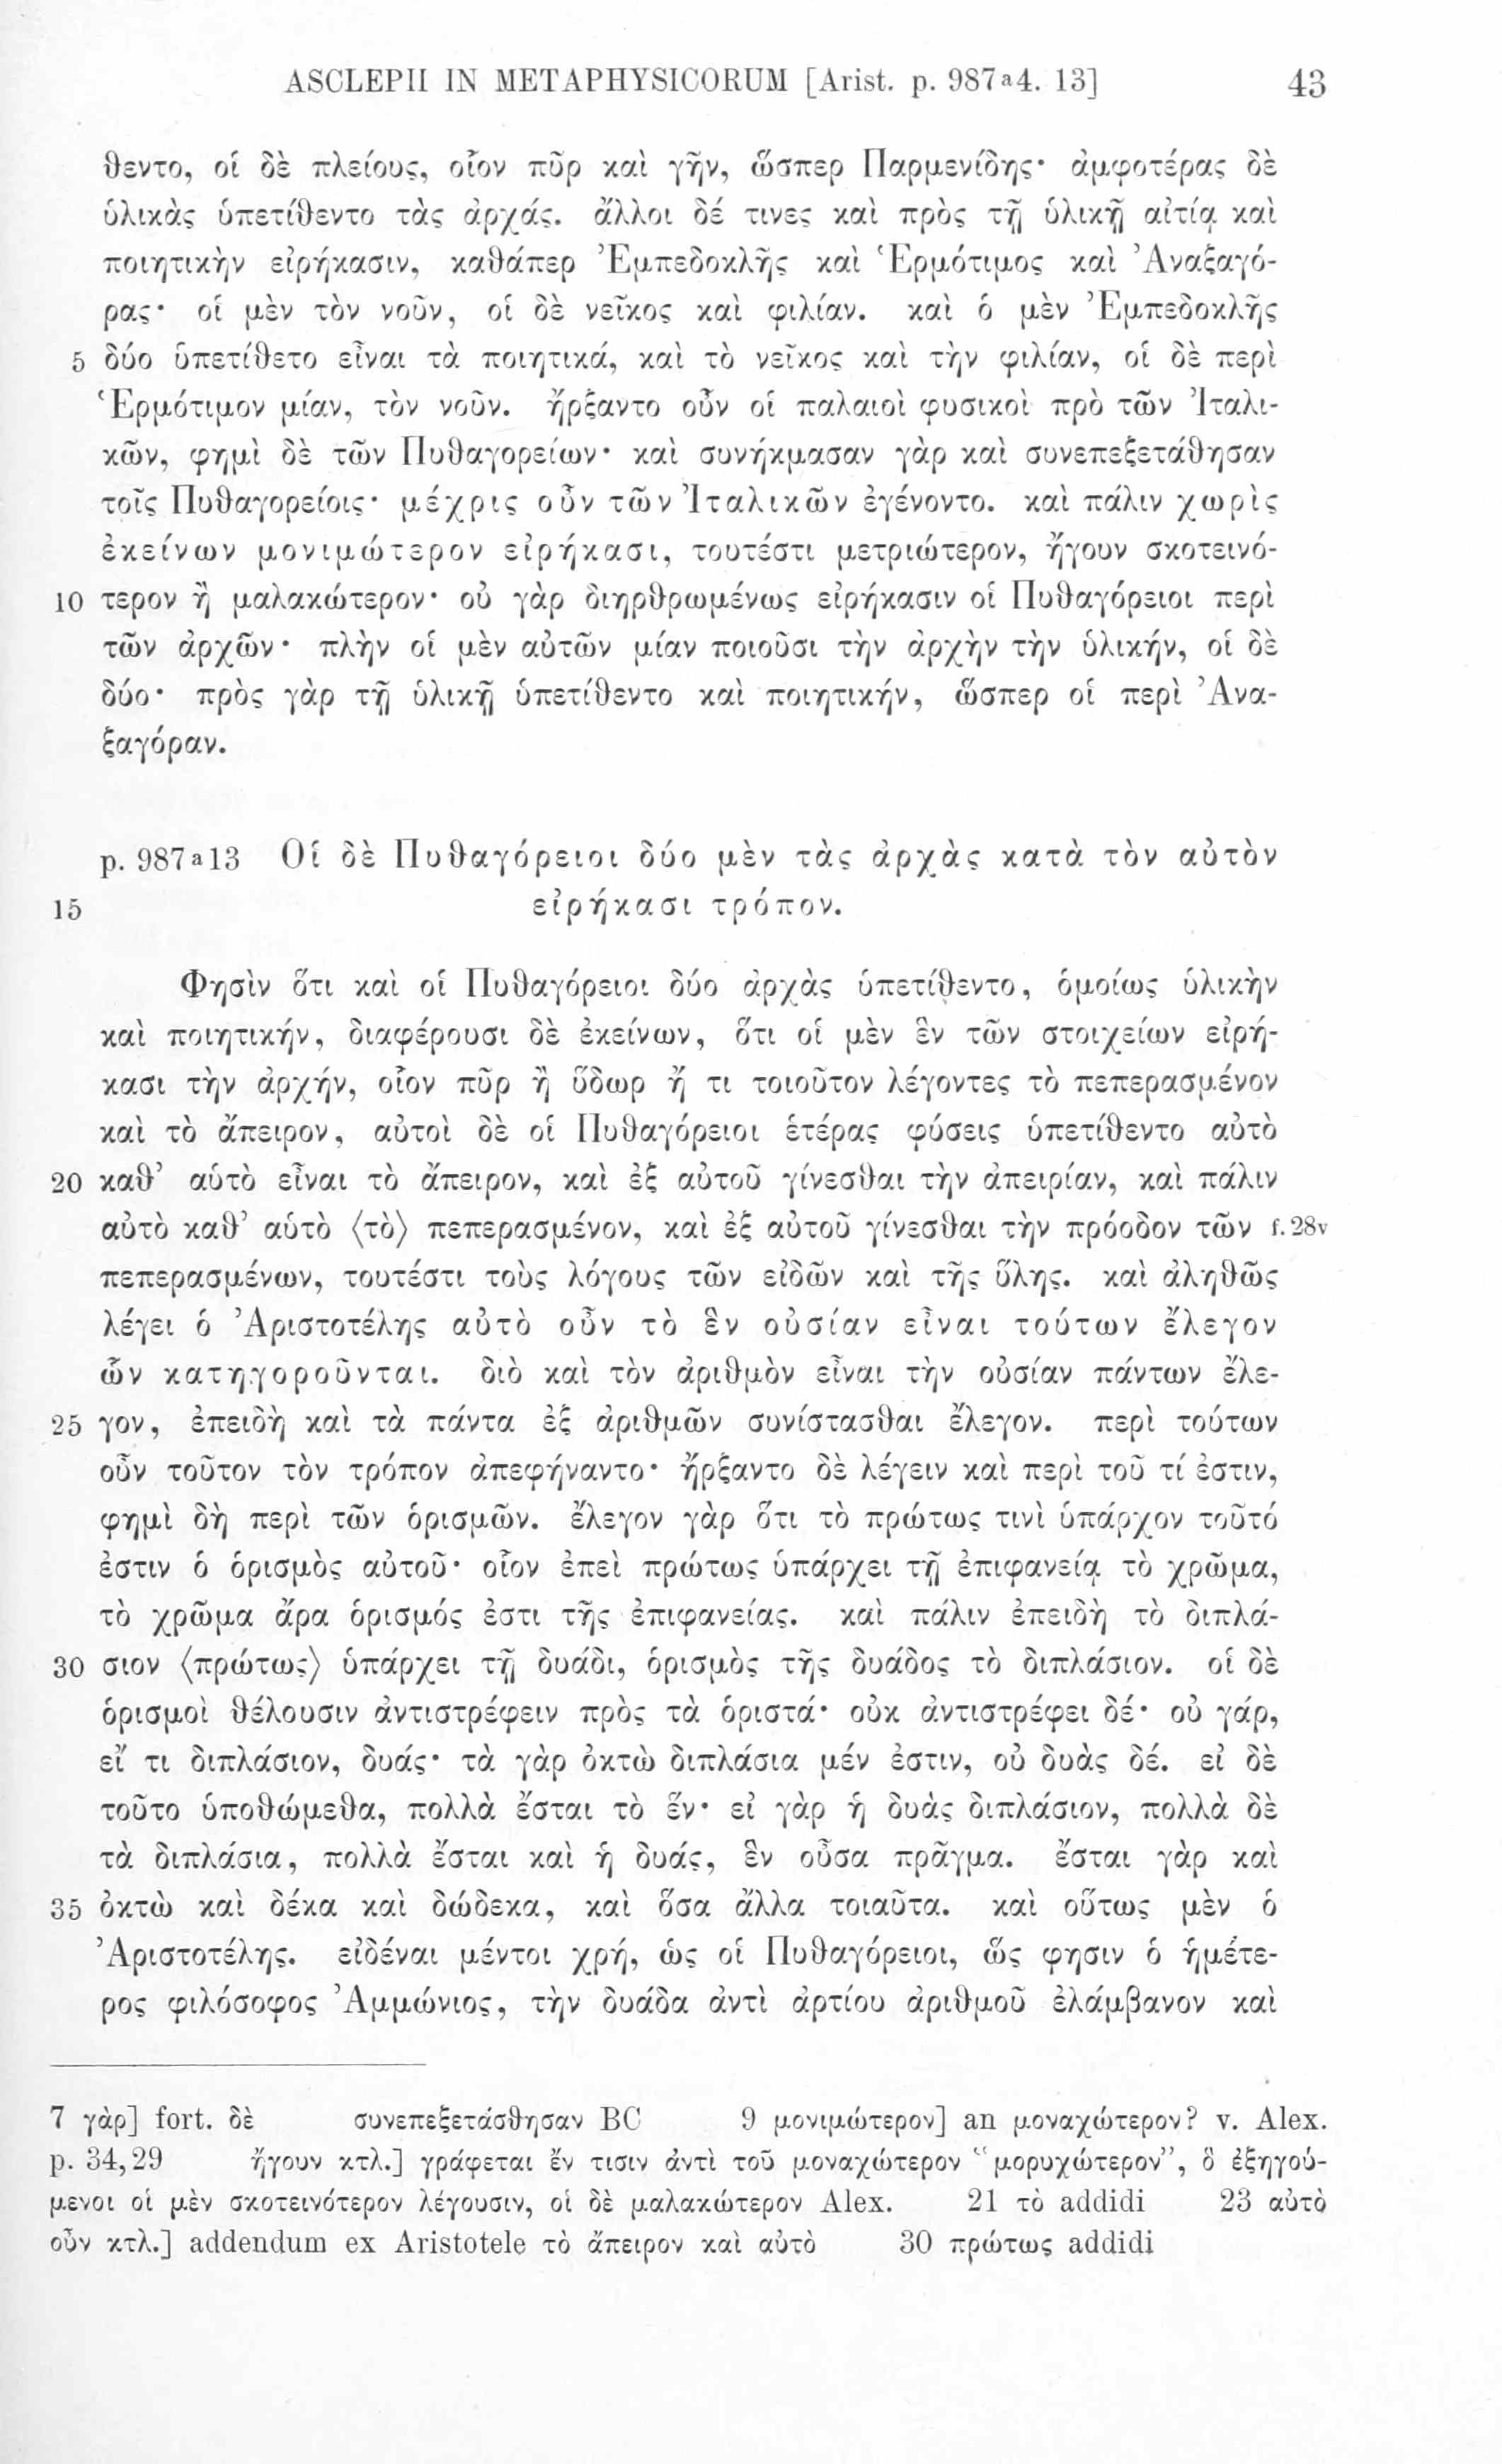 ASCLEPII IN METAPHYSICORUM [Arist. p. 987a4. 13] 43
θεντο, οἱ δὲ πλείους, οἷον πῦρ καὶ γῆν, ὥσπερ Παρμενίδης· ἀμφοτέρας δὲ
ὑλικὰς ὑπετίθεντο τὰς ἀρχάς. ἄλλοι δέ τινες καὶ πρὸς τῇ ὑλικῇ αἰτίᾳ καὶ
ποιητικὴν εἰρήκασιν, καθάπερ Ἐμπεδοκλῆς καὶ Ἑρμότιμος καὶ Ἀναξαγό-
ρας· οἱ μὲν τὸν νοῦν, οἱ δὲ νεῖκος καὶ φιλίαν. καὶ ὁ μὲν Ἐμπεδοκλῆς
5 δύο ὑπετίθετο εἶναι τὰ ποιητικά, καὶ τὸ νεῖκος καὶ τὴν φιλίαν, οἱ δὲ περὶ
Ἑρμότιμον μίαν, τὸν νοῦν. ἤρξαντο οὖν οἱ παλαιοὶ φυσικοὶ πρὸ τῶν Ἰταλι-
κῶν, φημὶ δὲ τῶν Πυθαγορείων· καὶ συνήκμασαν γὰρ καὶ συνεπεξετάθησαν
τοῖς Πυθαγορείοις· μέχρις οὖν τῶν Ἰταλικῶν ἐγένοντο. καὶ πάλιν χωρὶς
ἐκείνων μονιμώτερον εἰρήκασι, τουτέστι μετριώτερον, ἤγουν σκοτεινό-
10 τερον ἢ μαλακώτερον· οὐ γὰρ διηρθρωμένως εἰρήκασιν οἱ Πυθαγόρειοι περὶ
τῶν ἀρχῶν· πλὴν οἱ μὲν αὐτῶν μίαν ποιοῦσι τὴν ἀρχὴν τὴν ὑλικήν, οἱ δὲ
δύο· πρὸς γὰρ τῇ ὑλικῇ ὑπετίθεντο καὶ ποιητικήν, ὥσπερ οἱ περὶ Ἀνα-
ξαγόραν.
p. 987a13 Οἱ δὲ Πυθαγόρειοι δύο μὲν τὰς ἀρχὰς κατὰ τὸν αὐτὸν
15 εἰρήκασι τρόπον.
Φησὶν ὅτι καὶ οἱ Πυθαγόρειοι δύο ἀρχὰς ὑπετίθεντο, ὁμοίως ὑλικὴν
καὶ ποιητικήν, διαφέρουσι δὲ ἐκείνων, ὅτι οἱ μὲν ἓν τῶν στοιχείων εἰρή-
κασι τὴν ἀρχήν, οἷον πῦρ ἢ ὕδωρ ἤ τι τοιοῦτον λέγοντες τὸ πεπερασμένον
καὶ τὸ ἄπειρον, αὐτοὶ δὲ οἱ Πυθαγόρειοι ἑτέρας φύσεις ὑπετίθεντο αὐτὸ
20 καθ’ αὑτὸ εἶναι τὸ ἄπειρον, καὶ ἐξ αὐτοῦ γίνεσθαι τὴν ἀπειρίαν, καὶ πάλιν
αὐτὸ καθ’ αὑτὸ ⟨τὸ⟩ πεπερασμένον, καὶ ἐξ αὐτοῦ γίνεσθαι τὴν πρόοδον τῶν f. 28v
πεπερασμένων, τουτέστι τοὺς λόγους τῶν εἰδῶν καὶ τῆς ὕλης. καὶ ἀληθῶς
λέγει ὁ Ἀριστοτέλης αὐτὸ οὖν τὸ ἓν οὐσίαν εἶναι τούτων ἔλεγον
ὧν κατηγοροῦνται. διὸ καὶ τὸν ἀριθμὸν εἶναι τὴν οὐσίαν πάντων ἔλε-
25 γον, ἐπειδὴ καὶ τὰ πάντα ἐξ ἀριθμῶν συνίστασθαι ἔλεγον. περὶ τούτων
οὖν τοῦτον τὸν τρόπον ἀπεφήναντο· ἤρξαντο δὲ λέγειν καὶ περὶ τοῦ τί ἐστιν,
φημὶ δὴ περὶ τῶν ὁρισμῶν. ἔλεγον γὰρ ὅτι τὸ πρώτως τινὶ ὑπάρχον τοῦτό
ἐστιν ὁ ὁρισμὸς αὐτοῦ· οἷον ἐπεὶ πρώτως ὑπάρχει τῇ ἐπιφανείᾳ τὸ χρῶμα,
τὸ χρῶμα ἄρα ὁρισμός ἐστι τῆς ἐπιφανείας. καὶ πάλιν ἐπειδὴ τὸ διπλά-
30 σιον ⟨πρώτως⟩ ὑπάρχει τῇ δυάδι, ὁρισμὸς τῆς δυάδος τὸ διπλάσιον. οἱ δὲ
ὁρισμοὶ θέλουσιν ἀντιστρέφειν πρὸς τὰ ὁριστά· οὐκ ἀντιστρέφει δέ· οὐ γάρ,
εἴ τι διπλάσιον, δυάς· τὰ γὰρ ὀκτὼ διπλάσια μέν ἐστιν, οὐ δυὰς δέ. εἰ δὲ
τοῦτο ὑποθώμεθα, πολλὰ ἔσται τὸ ἕν· εἰ γὰρ ἡ δυὰς διπλάσιον, πολλὰ δὲ
τὰ διπλάσια, πολλὰ ἔσται καὶ ἡ δυάς, ἓν οὖσα πρᾶγμα. ἔσται γὰρ καὶ
35 ὀκτὼ καὶ δέκα καὶ δώδεκα, καὶ ὅσα ἄλλα τοιαῦτα. καὶ οὕτως μὲν ὁ
Ἀριστοτέλης. εἰδέναι μέντοι χρή, ὡς οἱ Πυθαγόρειοι, ὥς φησιν ὁ ἡμέτε-
ρος φιλόσοφος Ἀμμώνιος, τὴν δυάδα ἀντὶ ἀρτίου ἀριθμοῦ ἐλάμβανον καὶ
7 γὰρ] fort. δὲ συνεπεξετάσθησαν BC 9 μονιμώτερον] an μοναχώτερον? v. Alex.
p. 34,29 ἤγουν κτλ.] γράφεται ἔν τισιν ἀντὶ τοῦ μοναχώτερον “μορυχώτερον”, ὃ ἐξηγού-
μενοι οἱ μὲν σκοτεινότερον λέγουσιν, οἱ δὲ μαλακώτερον Alex. 21 τὸ addidi 23 αὐτὸ
οὖν κτλ.] addendum ex Aristotele τὸ ἄπειρον καὶ αὐτὸ 30 πρώτως addidi